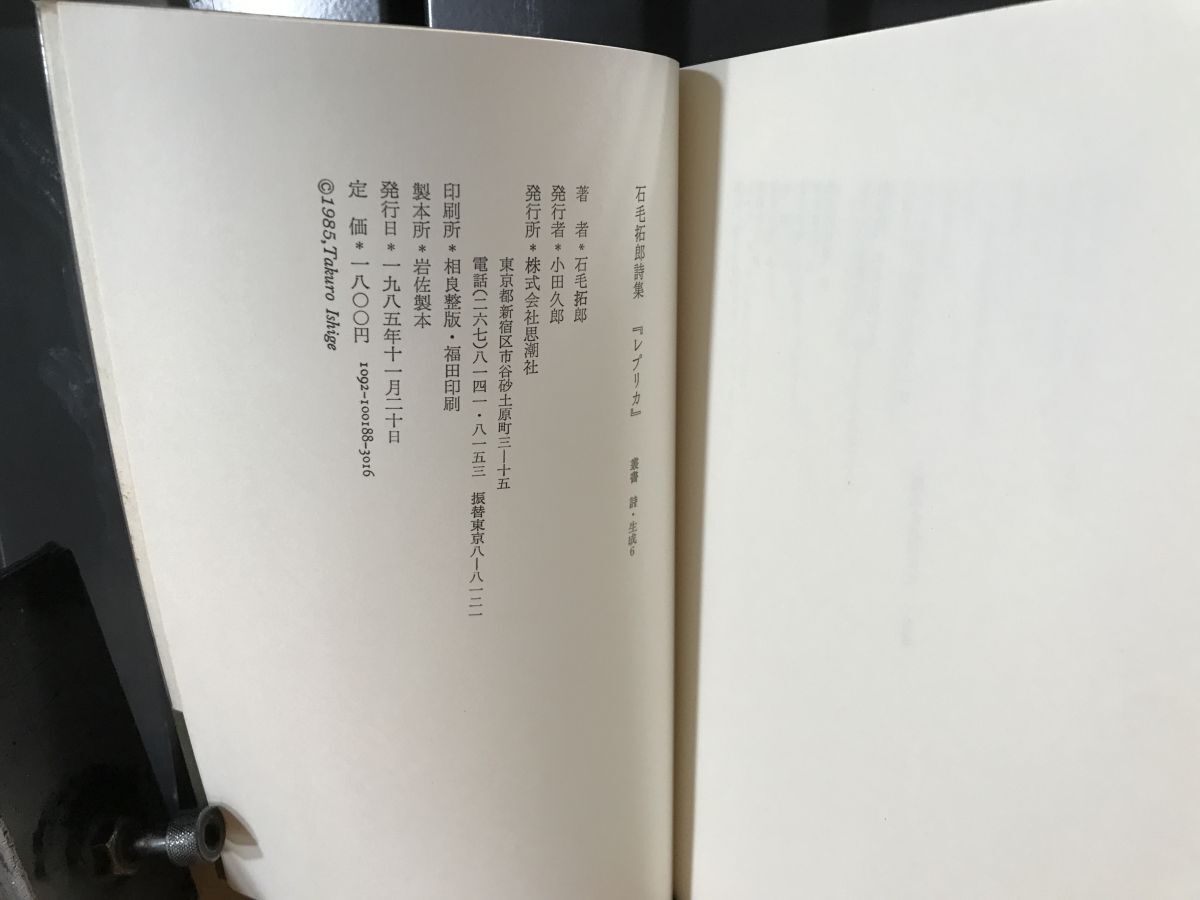 石毛拓郎詩集 『レプリカ』 叢書 詩・生成6
著 者*石毛拓郎
発行者*小田久郎
発行所*株式会社思潮社
東京都新宿区市谷砂土原町三―十五
電話(二六七)八一四一・八一五三 振替東京八―八一二一
印刷所*相良整版・福田印刷
製本所*岩佐製本
発行日*一九八五年十一月二十日
定 価*一八〇〇円 1092-100188-3016
©1985,Takuro Ishige